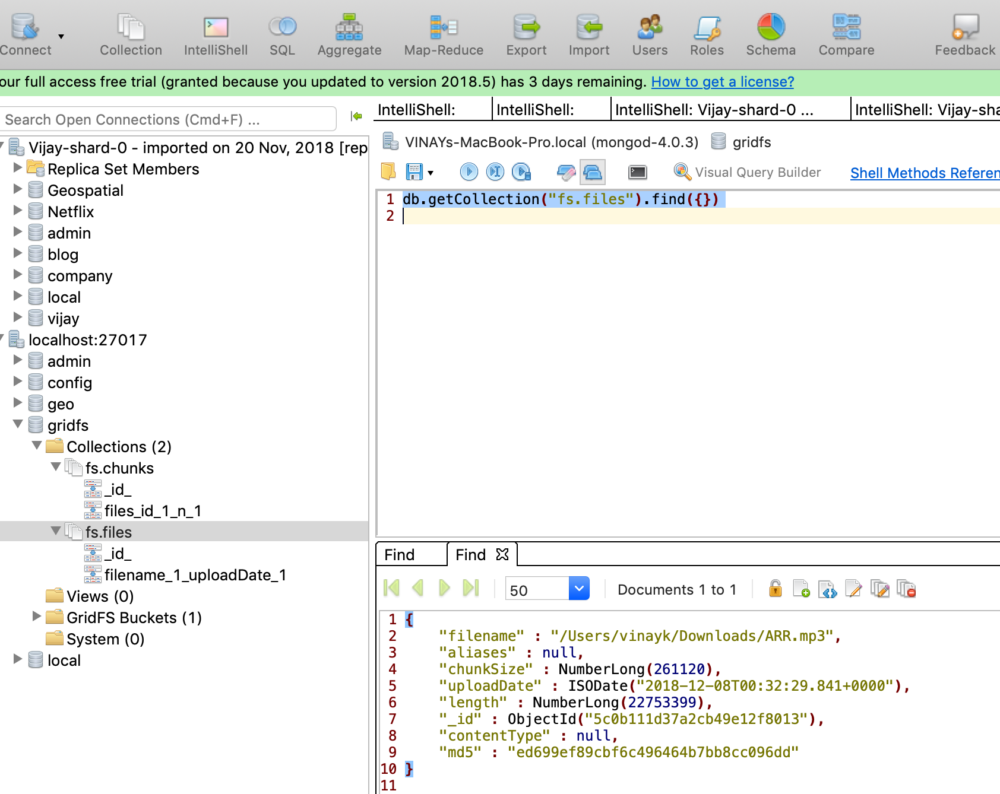 Connect
Collection
IntelliShell
SQL
Aggregate
Map-Reduce
Export
Import
Users
Roles
Schema
Compare
Feedback
our full access free trial (granted because you updated to version 2018.5) has 3 days remaining. How to get a license?
Search Open Connections (Cmd+F) ...
Vijay-shard-0 - imported on 20 Nov, 2018 [rep
Replica Set Members
Geospatial
Netflix
admin
blog
company
local
vijay
localhost:27017
admin
config
geo
gridfs
Collections (2)
fs.chunks
_id_
files_id_1_n_1
fs.files
_id_
filename_1_uploadDate_1
Views (0)
GridFS Buckets (1)
System (0)
local
IntelliShell:
IntelliShell:
IntelliShell: Vijay-shard-0 ...
IntelliShell: Vijay-sha
VINAYs-MacBook-Pro.local (mongod-4.0.3) gridfs
Visual Query Builder
Shell Methods Referen
1 db.getCollection("fs.files").find({})
2
Find
Find
50
Documents 1 to 1
1 {
2 "filename" : "/Users/vinayk/Downloads/ARR.mp3",
3 "aliases" : null,
4 "chunkSize" : NumberLong(261120),
5 "uploadDate" : ISODate("2018-12-08T00:32:29.841+0000"),
6 "length" : NumberLong(22753399),
7 "_id" : ObjectId("5c0b111d37a2cb49e12f8013"),
8 "contentType" : null,
9 "md5" : "ed699ef89cbf6c496464b7bb8cc096dd"
10 }
11